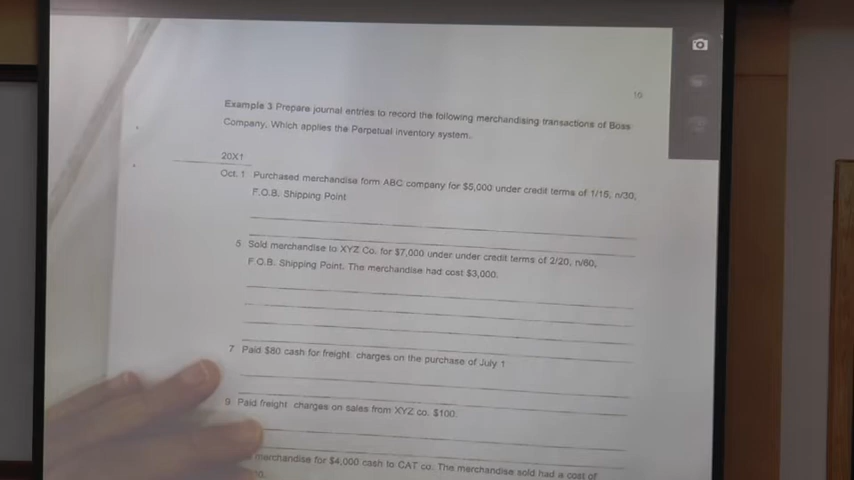 16
Example 3 Prepare journal entries to record the following merchandising transactions of Boss
Company, Which applies the Perpetual inventory system..
20X1
Oct. 1 Purchased merchandise form ABC company for $5,000 under credit terms of 1/15, n/30,
F.O.B. Shipping Point
5 Sold merchandise to XYZ Co. for $7,000 under under credit terms of 2/20, n/60,
F.O.B. Shipping Point. The merchandise had cost $3,000.
7 Paid $80 cash for freight charges on the purchase of July 1
9 Paid freight charges on sales from XYZ co. $100.
merchandise for $4,000 cash to CAT co. The merchandise sold had a cost of